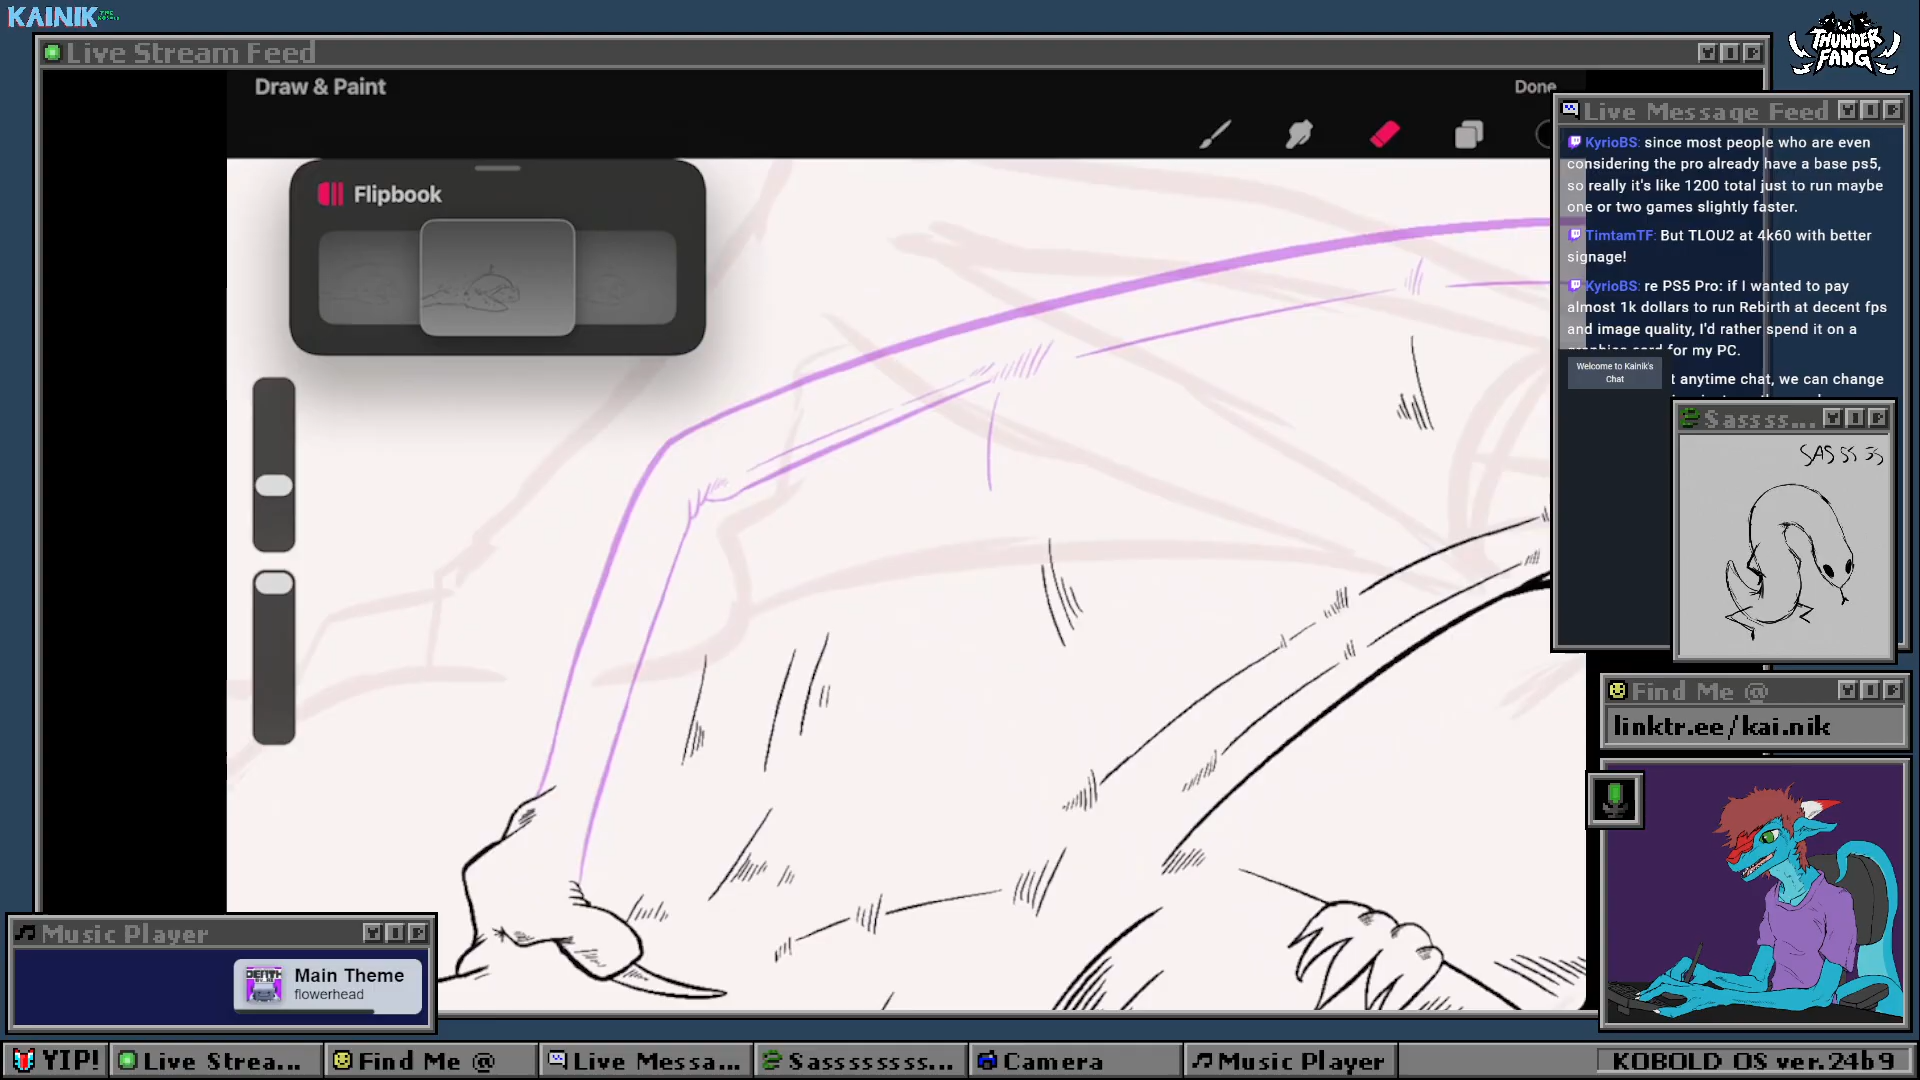 KAINIK
THUNDER
FANG
Live Stream Feed
Draw & Paint
Done
Flipbook
Live Message Feed
KyrioBS: since most people who are even
considering the pro already have a base ps5,
so really it's like 1200 total just to run maybe
one or two games slightly faster.
TimtamTF: But TLOU2 at 4k60 with better
signage!
KyrioBS: re PS5 Pro: if I wanted to pay
almost 1k dollars to run Rebirth at decent fps
and image quality, I'd rather spend it on a
graphics card for my PC.
Welcome to Kainik's
Chat
t anytime chat, we can change
Sassss...
SASSSSS
Find Me @
linktr.ee/kai.nik
Music Player
Main Theme
flowerhead
YIP!
Live Strea...
Find Me @
Live Messa...
Sassssssss...
Camera
Music Player
KOBOLD OS ver.24b9